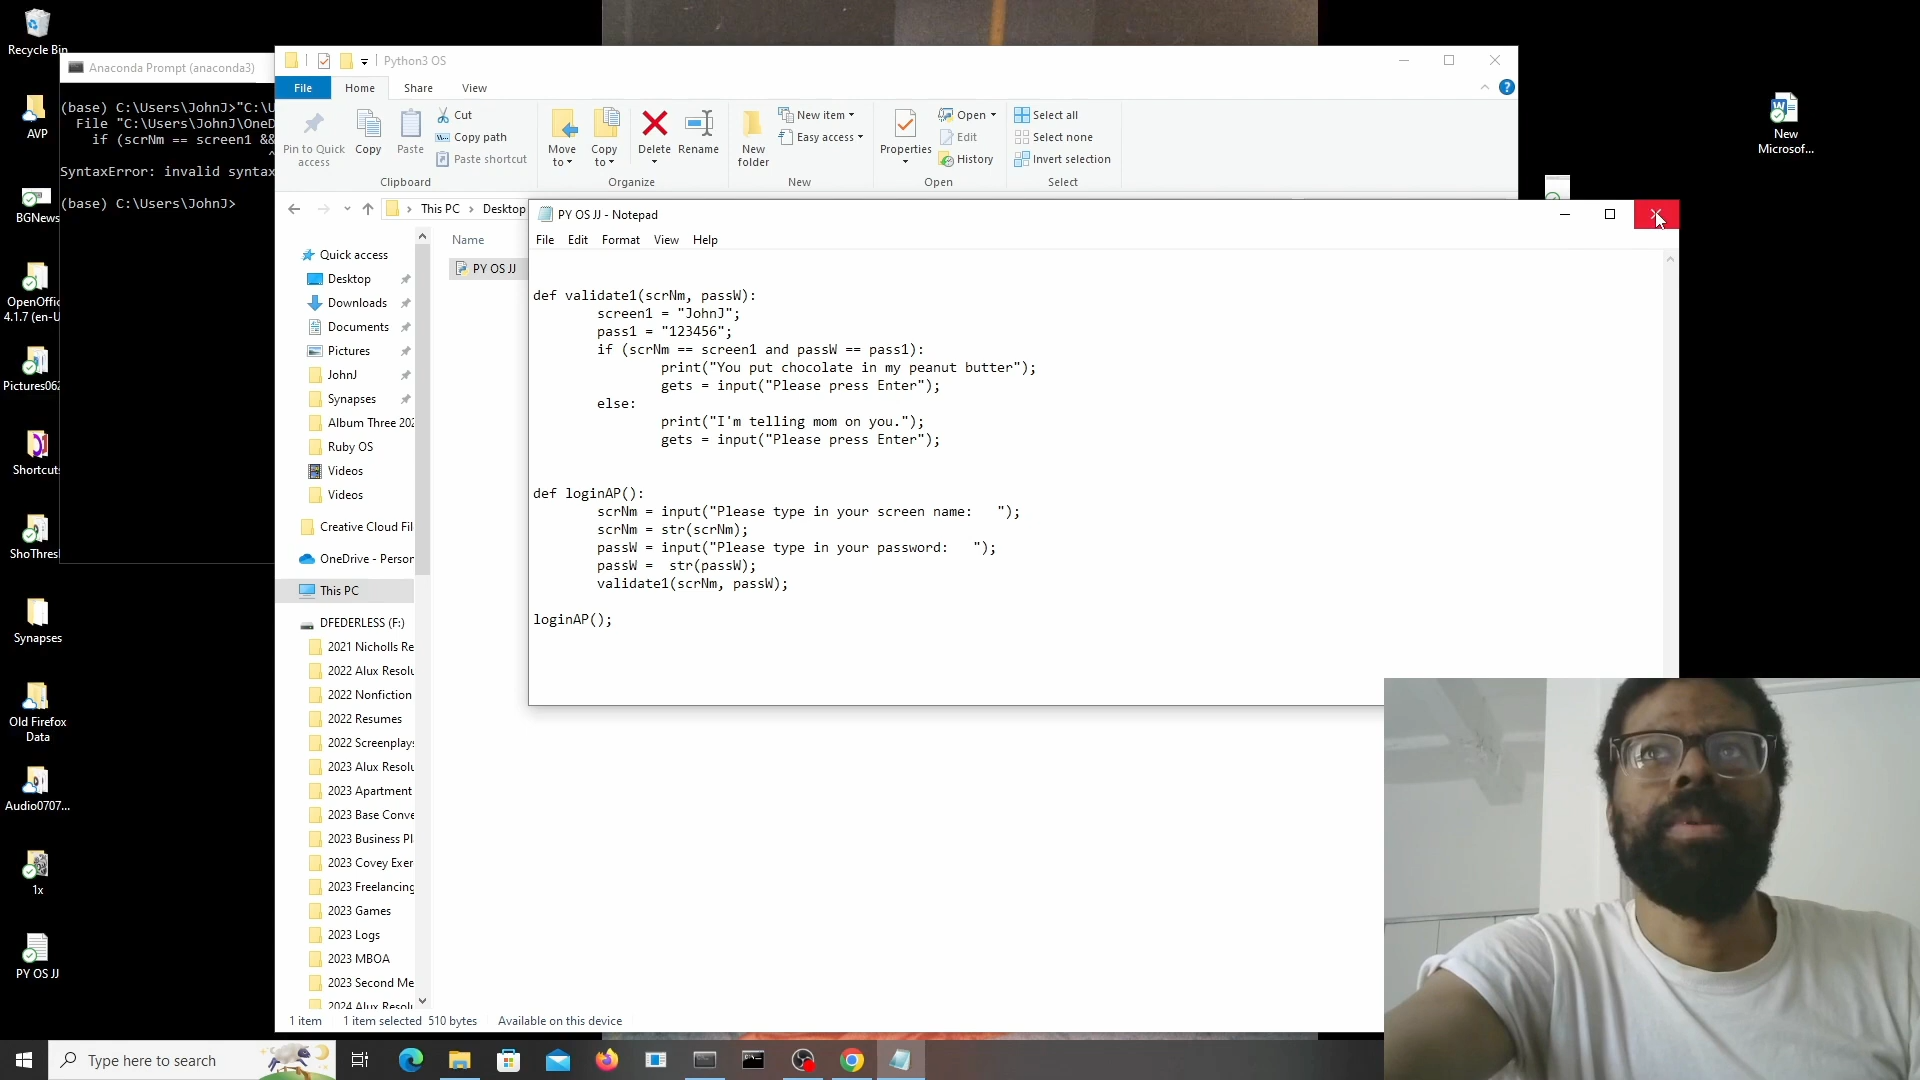 Recycle Bin
AVP
BGNews
OpenOffic
4.1.7 (en-U
Pictures062
Shortcuts
ShoThresl
Synapses
Old Firefox
Data
Audio0707...
1x
PY OS JJ
Anaconda Prompt (anaconda3)
(base) C:\Users\JohnJ>"C:\U
File "C:\Users\JohnJ\OneD
if (scrNm == screen1 &&
^
SyntaxError: invalid syntax
(base) C:\Users\JohnJ>
Python3 OS
File Home Share View
Pin to Quick
access
Copy
Paste
Cut
Copy path
Paste shortcut
Clipboard
Move
to
Copy
to
Delete
Rename
Organize
New
folder
New item
Easy access
New
Properties
Open
Edit
History
Open
Select all
Select none
Invert selection
Select
This PC > Desktop
Name
PY OS JJ
Quick access
Desktop
Downloads
Documents
Pictures
JohnJ
Synapses
Album Three 202
Ruby OS
Videos
Videos
Creative Cloud Fil
OneDrive - Person
This PC
DFEDERLESS (F:)
2021 Nicholls Re
2022 Alux Resolu
2022 Nonfiction
2022 Resumes
2022 Screenplays
2023 Alux Resolu
2023 Apartment
2023 Base Conve
2023 Business Pl
2023 Covey Exer
2023 Freelancing
2023 Games
2023 Logs
2023 MBOA
2023 Second Me
2024 Alux Resolu
1 item 1 item selected 510 bytes Available on this device
PY OS JJ - Notepad
File Edit Format View Help
def validate1(scrNm, passW):
screen1 = "JohnJ";
pass1 = "123456";
if (scrNm == screen1 and passW == pass1):
print("You put chocolate in my peanut butter");
gets = input("Please press Enter");
else:
print("I'm telling mom on you.");
gets = input("Please press Enter");
def loginAP():
scrNm = input("Please type in your screen name:   ");
scrNm = str(scrNm);
passW = input("Please type in your password:   ");
passW =  str(passW);
validate1(scrNm, passW);
loginAP();
New
Microsof...
Type here to search